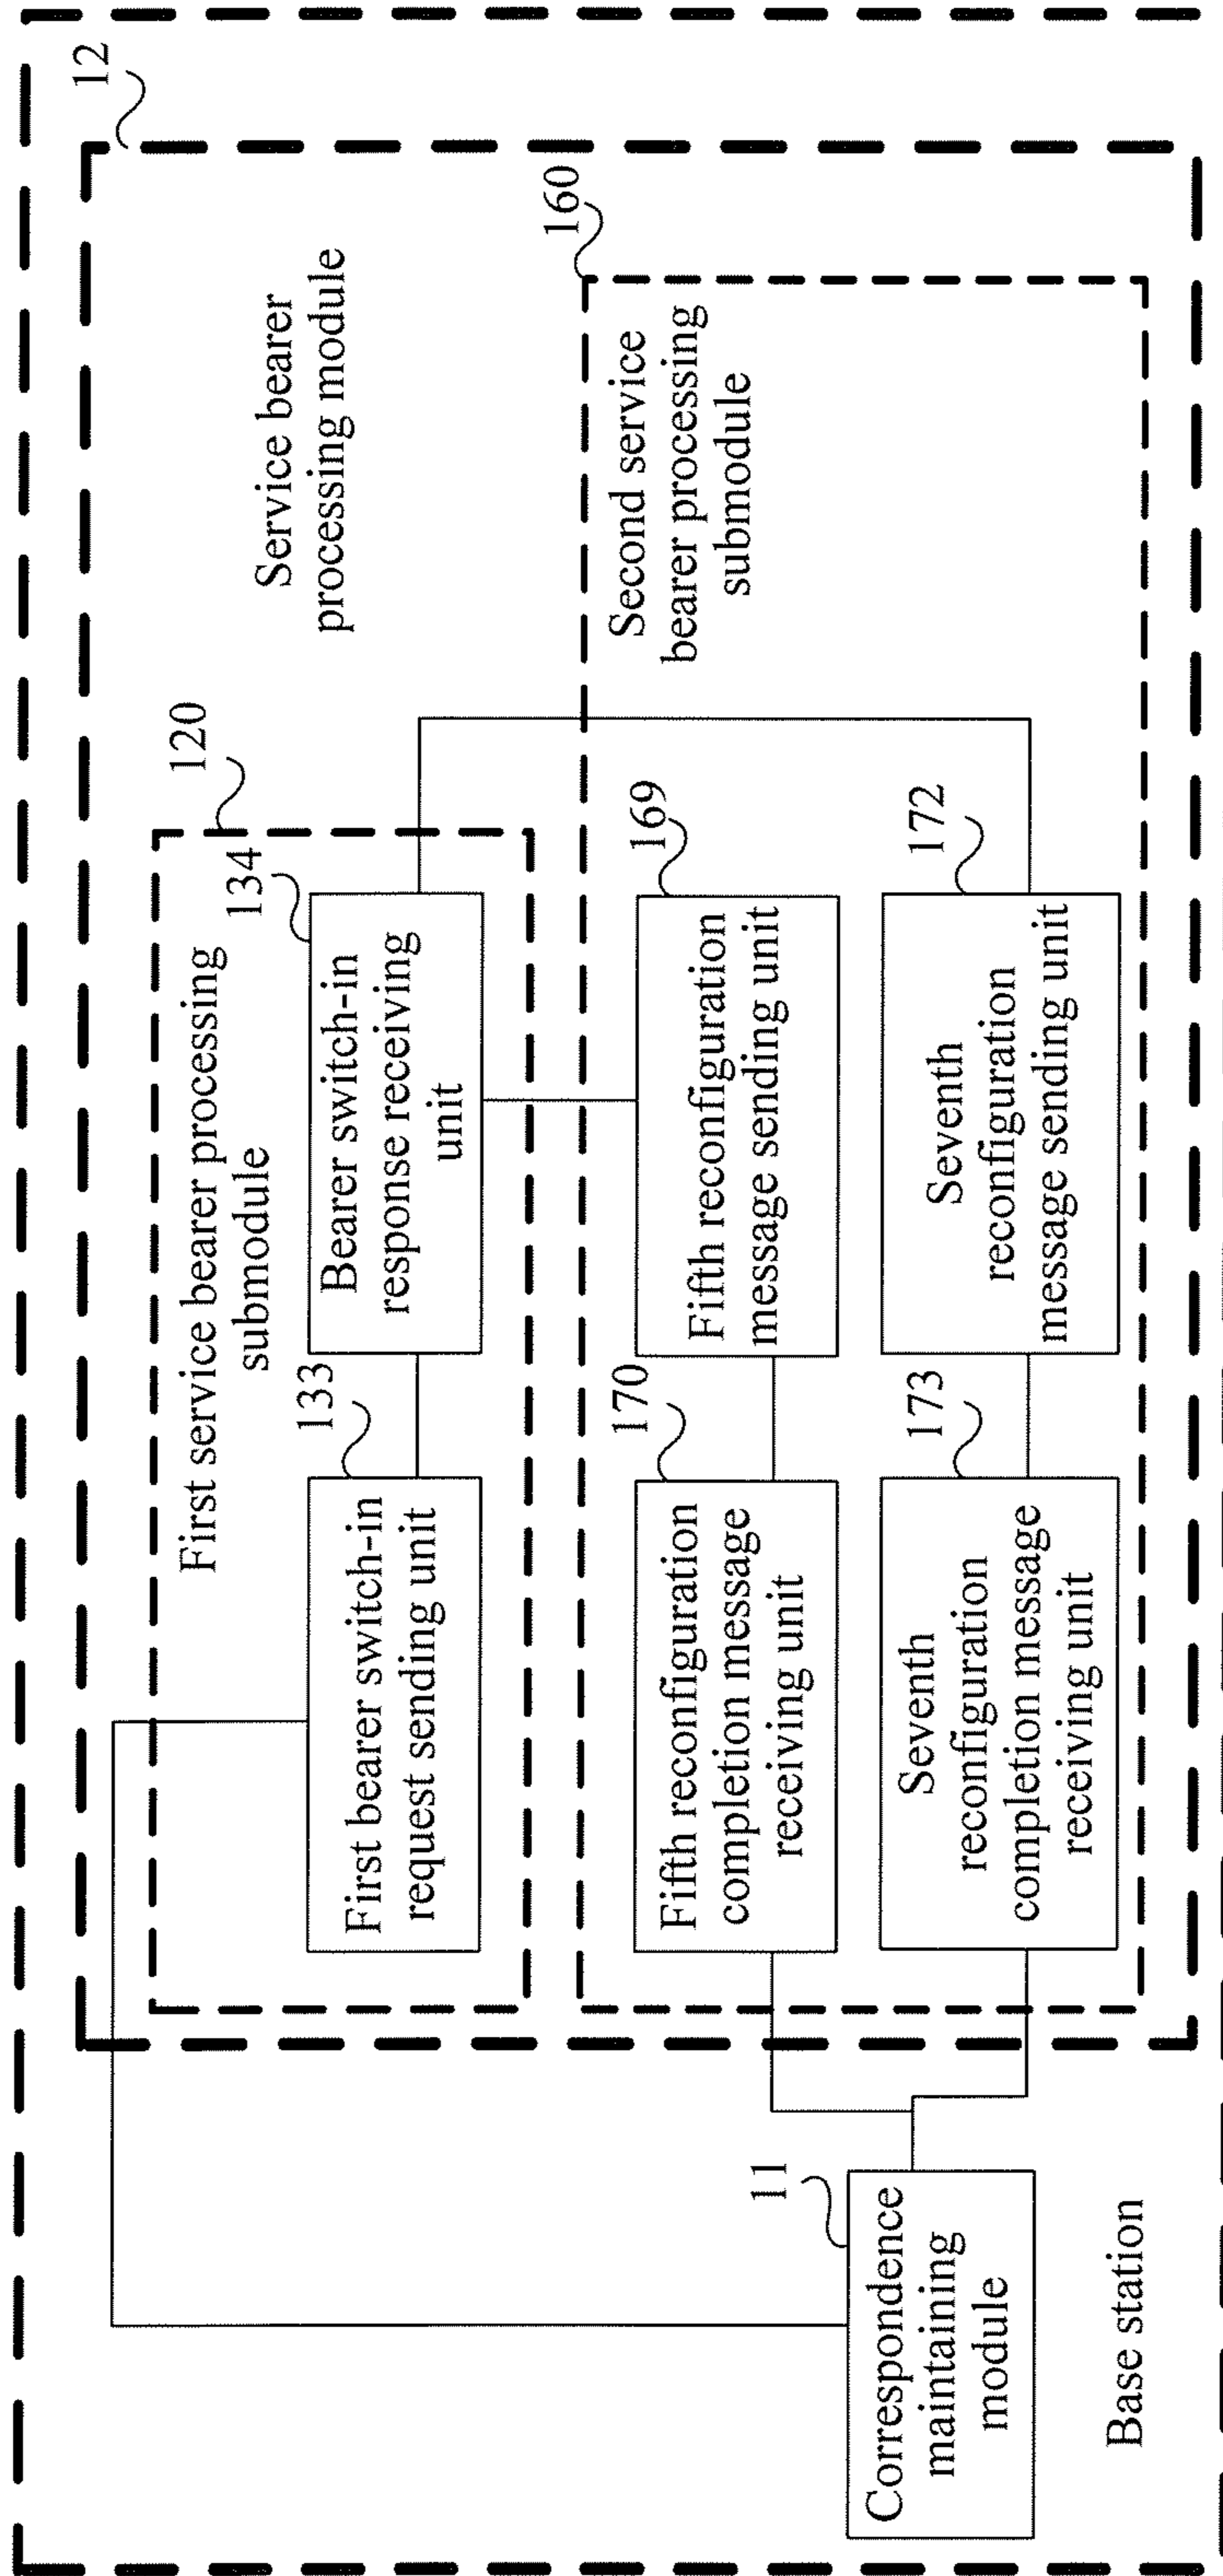 12
Service bearer
processing module
120
First service bearer processing
submodule
133
First bearer switch-in
request sending unit
134
Bearer switch-in
response receiving
unit
160
Second service
bearer processing
submodule
170
Fifth reconfiguration
completion message
receiving unit
169
Fifth reconfiguration
message sending unit
173
Seventh
reconfiguration
completion message
receiving unit
172
Seventh
reconfiguration
message sending unit
11
Correspondence
maintaining
module
Base station